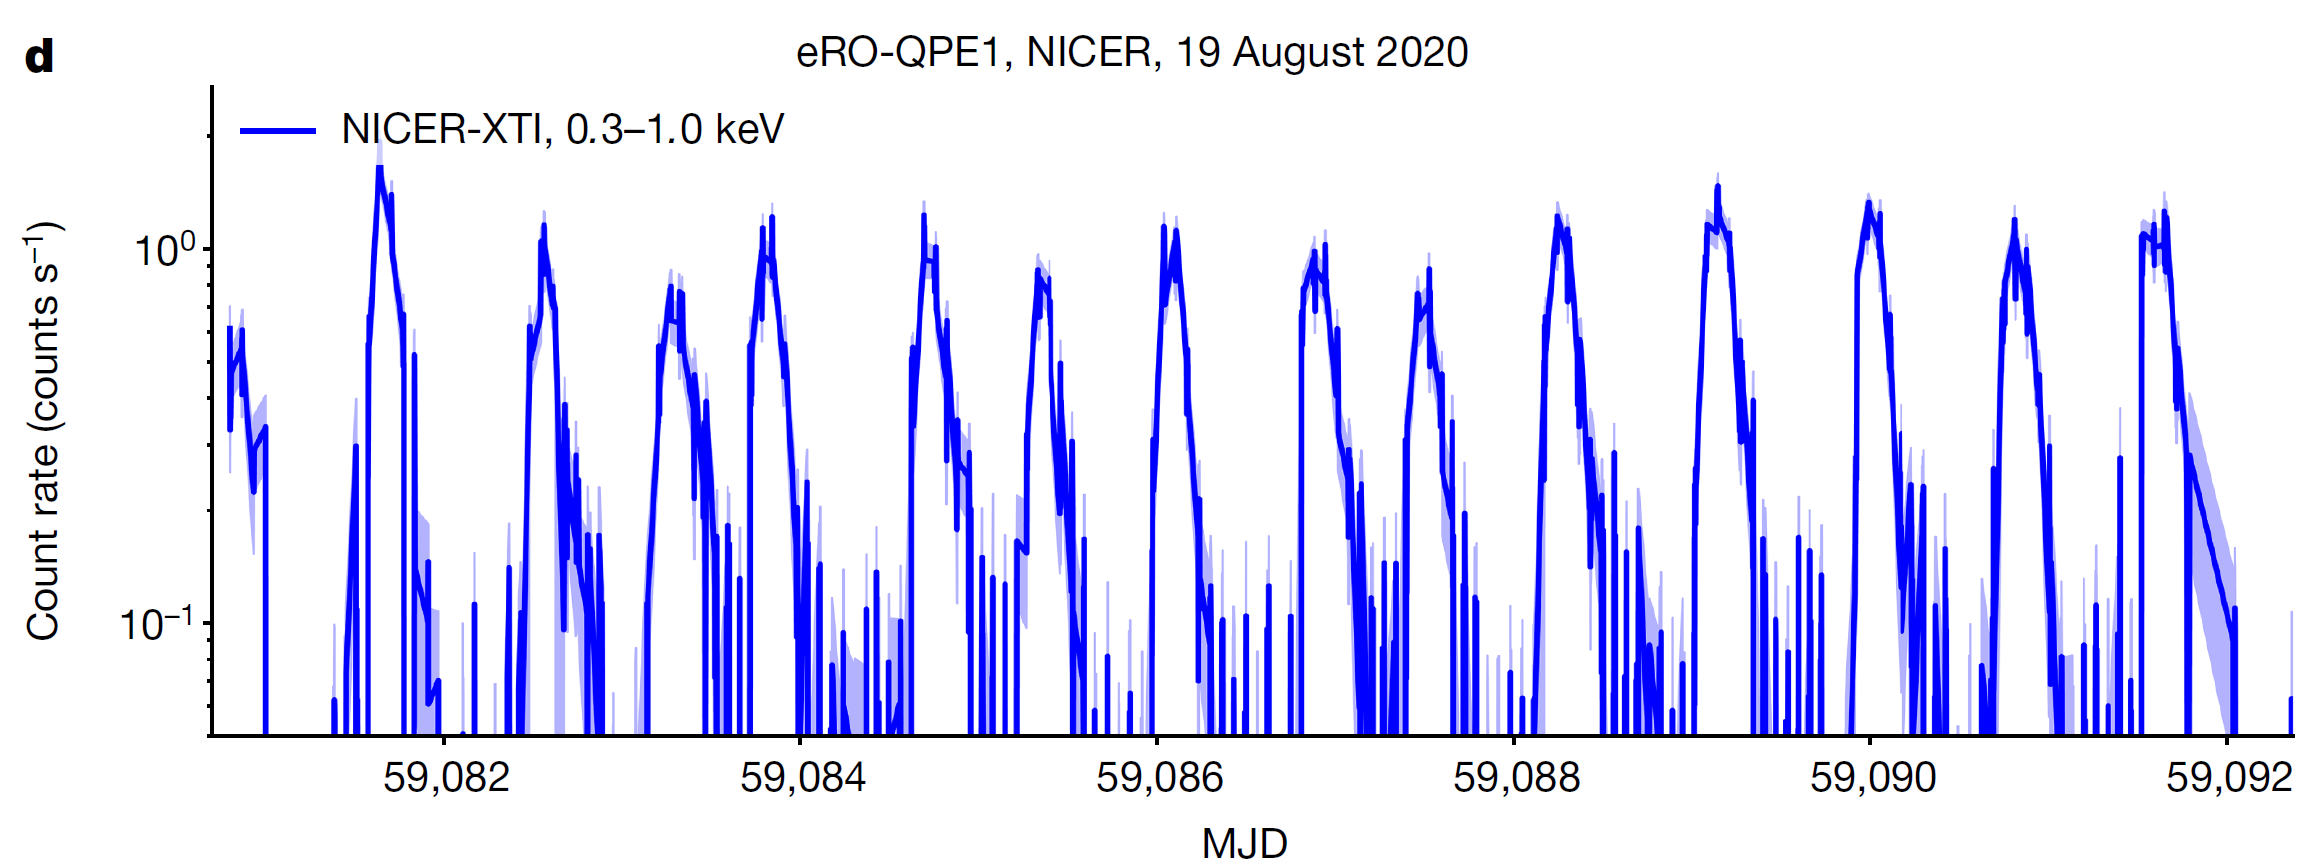 d
eRO-QPE1, NICER, 19 August 2020
NICER-XTI, 0.3–1.0 keV
Count rate (counts s⁻¹)
10⁰
10⁻¹
59,082 59,084 59,086 59,088 59,090 59,092
MJD